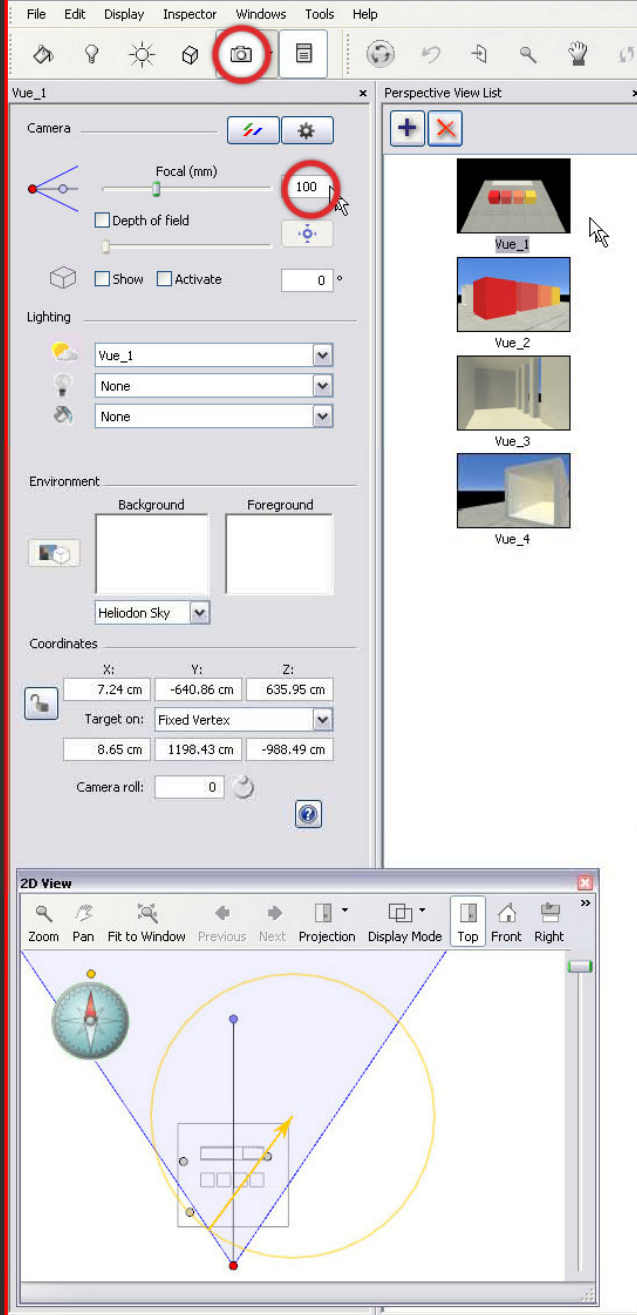 File Edit Display Inspector Windows Tools Help
Vue_1 x
Perspective View List x
Camera
Focal (mm)
100
Depth of field
Show Activate 0 °
Lighting
Vue_1
None
None
Environment
Background Foreground
Heliodon Sky
Coordinates
X: Y: Z:
7.24 cm -640.86 cm 635.95 cm
Target on: Fixed Vertex
8.65 cm 1198.43 cm -988.49 cm
Camera roll: 0
Vue_1
Vue_2
Vue_3
Vue_4
2D View
Zoom Pan Fit to Window Previous Next Projection Display Mode Top Front Right »